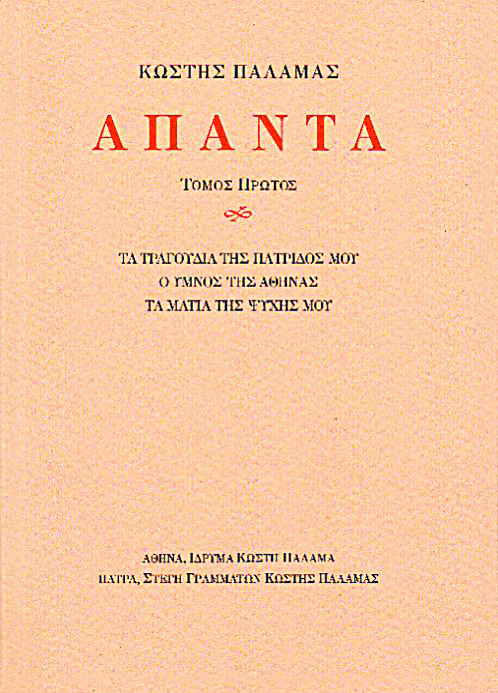 ΚΩΣΤΗΣ ΠΑΛΑΜΑΣ
ΑΠΑΝΤΑ
ΤΟΜΟΣ ΠΡΩΤΟΣ
ΤΑ ΤΡΑΓΟΥΔΙΑ ΤΗΣ ΠΑΤΡΙΔΟΣ ΜΟΥ
Ο ΥΜΝΟΣ ΤΗΣ ΑΘΗΝΑΣ
ΤΑ ΜΑΤΙΑ ΤΗΣ ΨΥΧΗΣ ΜΟΥ
ΑΘΗΝΑ, ΙΔΡΥΜΑ ΚΩΣΤΗ ΠΑΛΑΜΑ
ΠΑΤΡΑ, ΣΤΕΓΗ ΓΡΑΜΜΑΤΩΝ ΚΩΣΤΗΣ ΠΑΛΑΜΑΣ